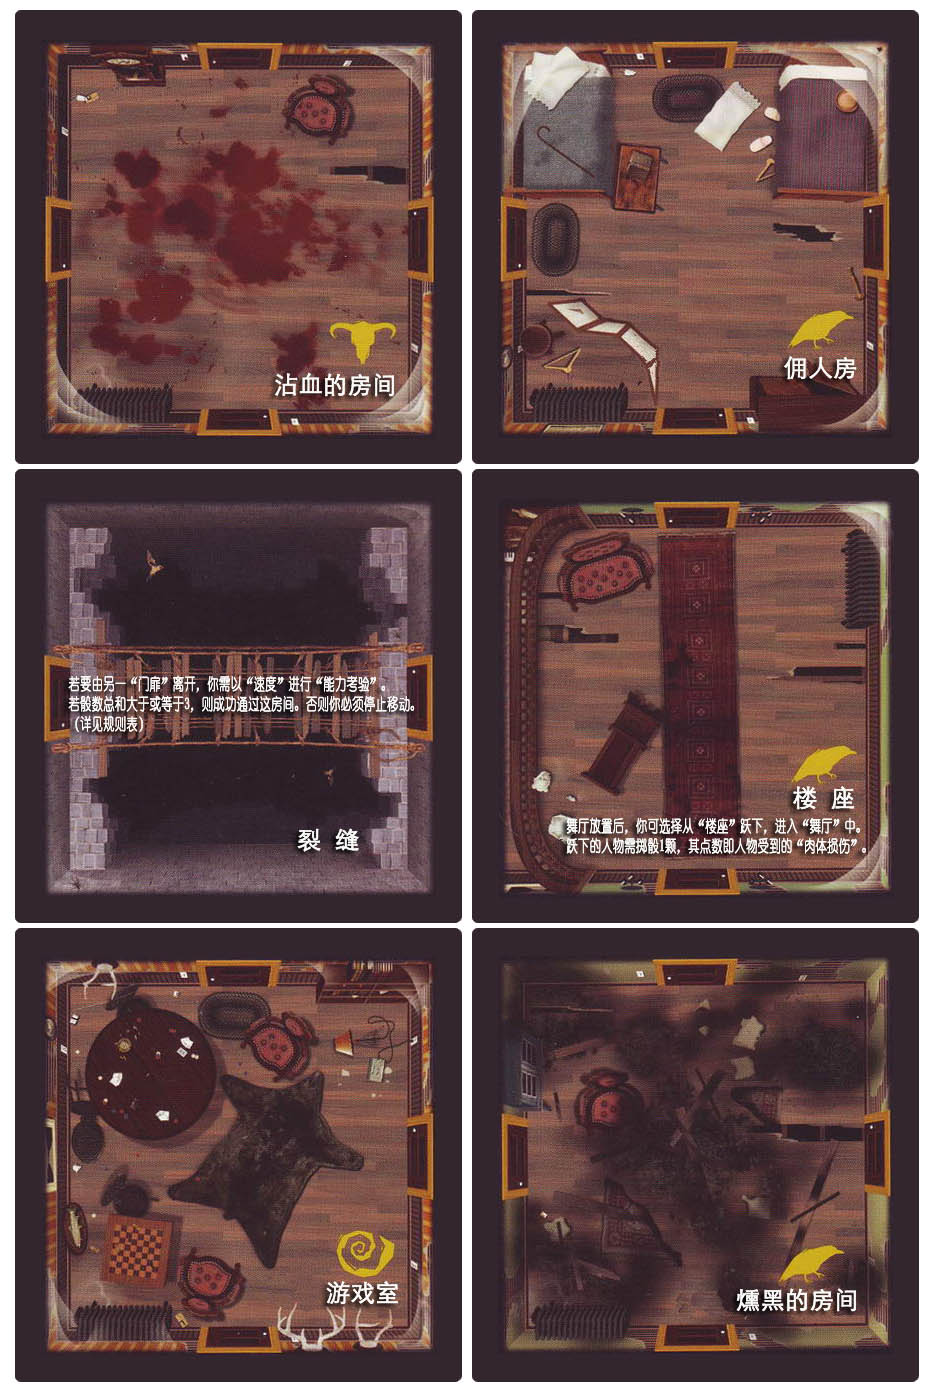 沾血的房间
佣人房
若要由另一“门扉”离开，你需以“速度”进行“能力考验”。
若骰数总和大于或等于3，则成功通过这房间。否则你必须停止移动。
（详见规则表）
裂 缝
楼 座
舞厅放置后，你可选择从“楼座”跃下，进入“舞厅”中。
跃下的人物需掷骰1颗，其点数即人物受到的“肉体损伤”。
游戏室
燻黑的房间